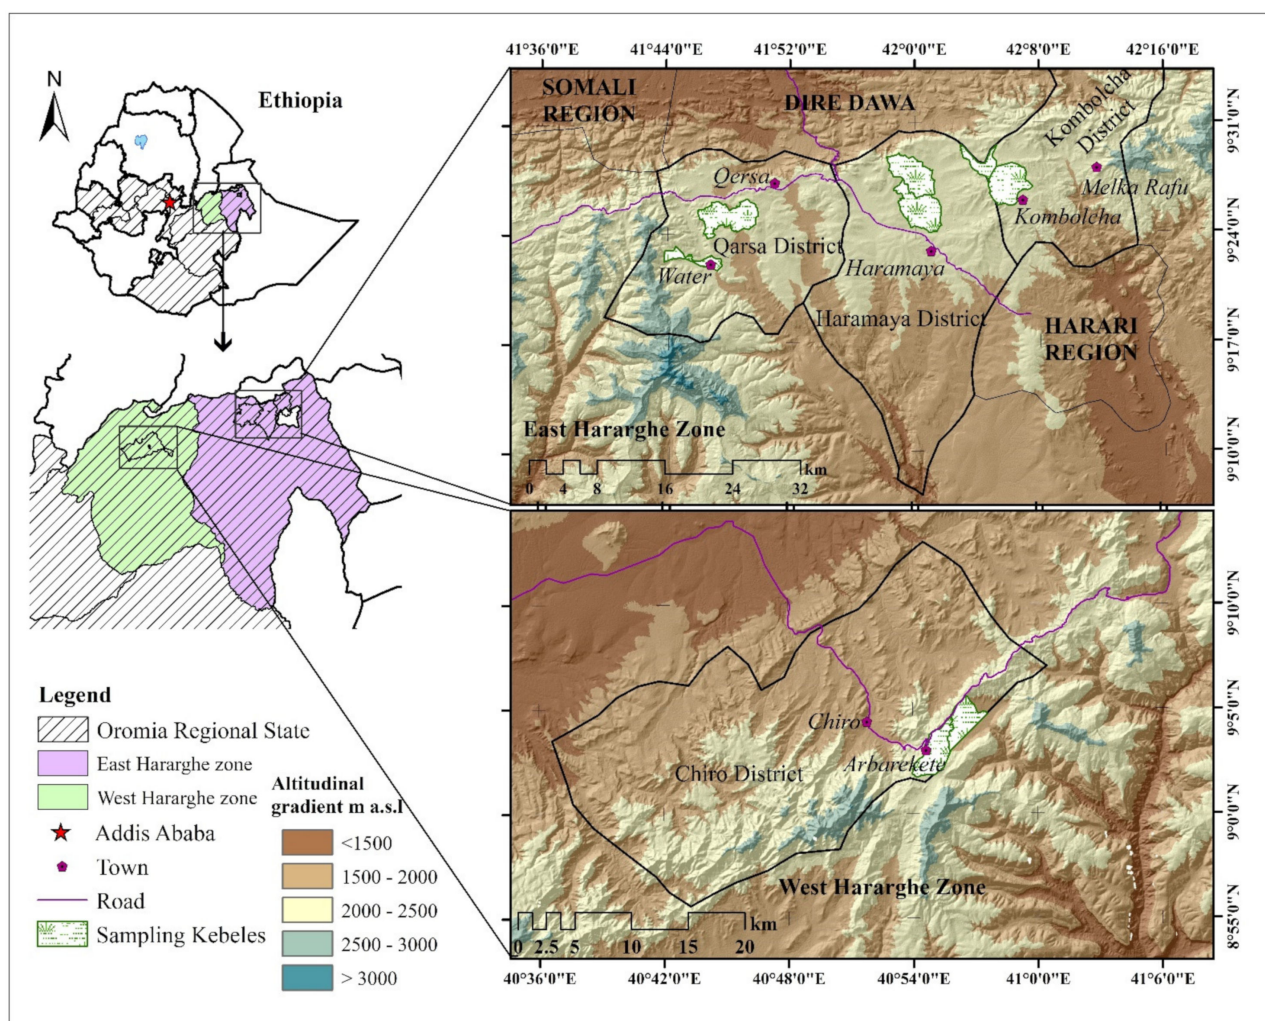 N
Ethiopia
41°36'0"E
41°44'0"E
41°52'0"E
42°0'0"E
42°8'0"E
42°16'0"E
SOMALI
REGION
DIRE DAWA
Kombolcha
District
9°31'0"N
Qersa
Melka Rafu
Kombolcha
9°24'0"N
Qarsa District
Water
Haramaya
Haramaya District
HARARI
REGION
9°17'0"N
East Hararghe Zone
9°10'0"N
km
0 4 8 16 24 32
9°10'0"N
9°5'0"N
Chiro
Arbarekete
Chiro District
9°0'0"N
West Hararghe Zone
8°55'0"N
km
0 2.5 5 10 15 20
40°36'0"E
40°42'0"E
40°48'0"E
40°54'0"E
41°0'0"E
41°6'0"E
Legend
Oromia Regional State
East Hararghe zone
West Hararghe zone
Addis Ababa
Town
Road
Sampling Kebeles
Altitudinal
gradient m a.s.l
<1500
1500 - 2000
2000 - 2500
2500 - 3000
> 3000